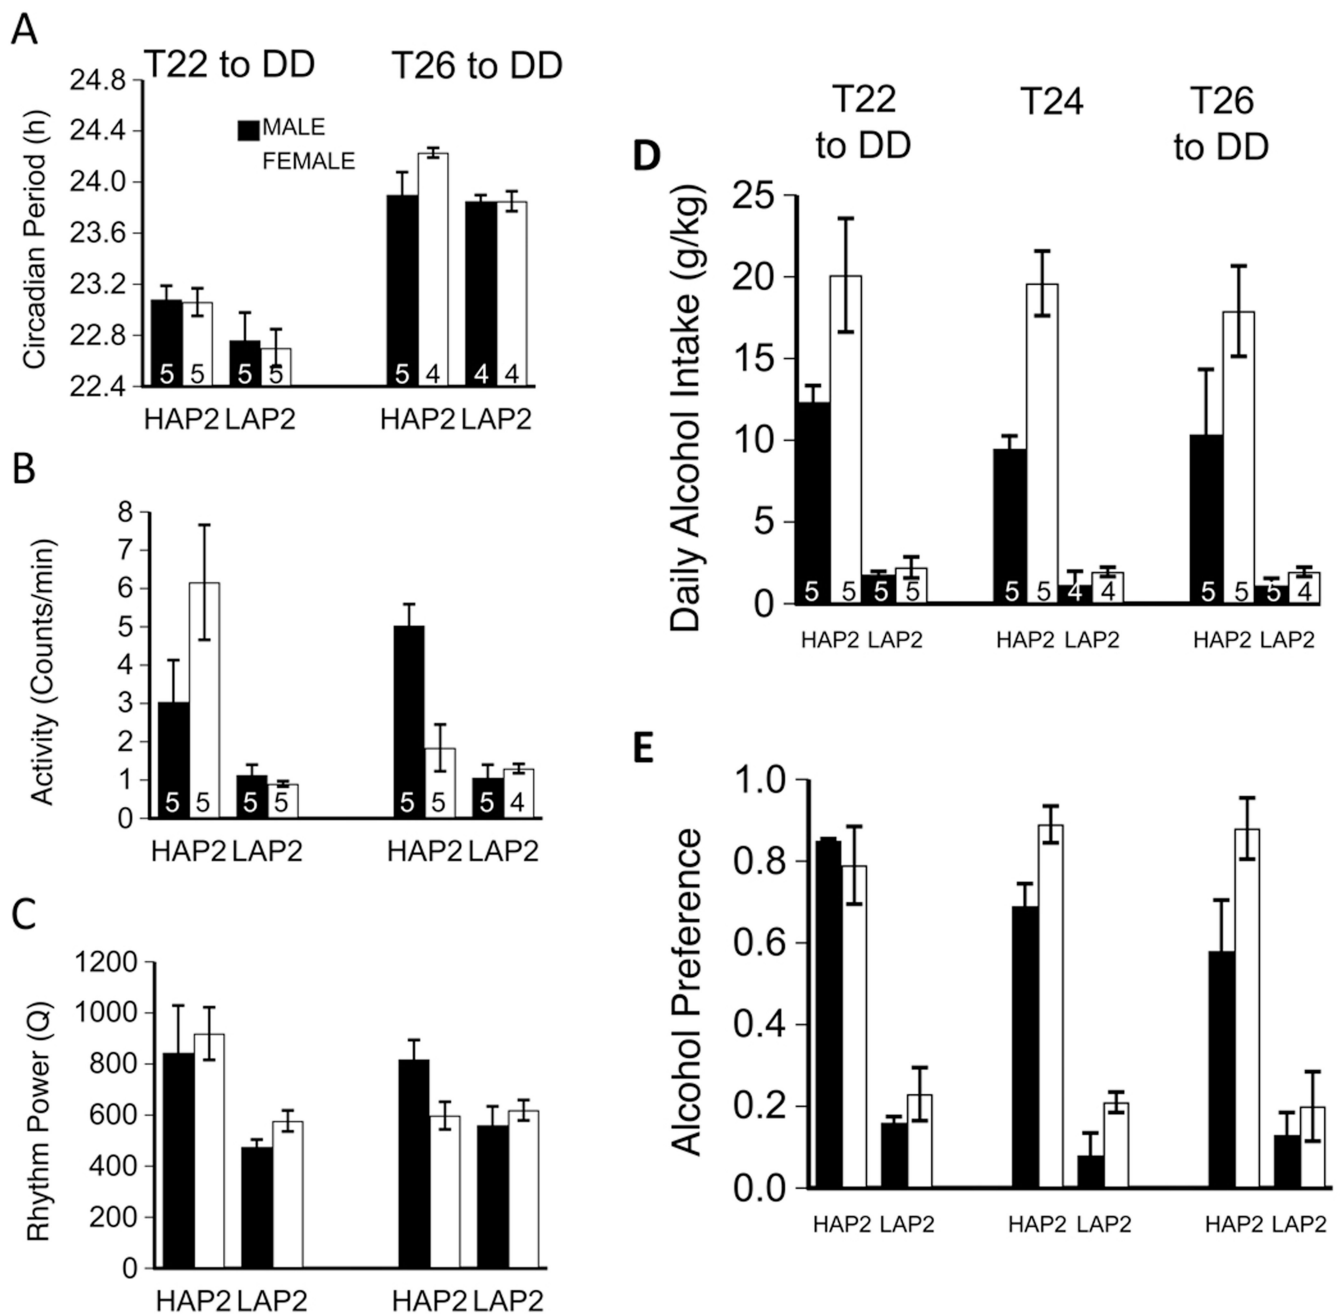 A
T22 to DD T26 to DD
Circadian Period (h)
24.8
24.4
24.0
23.6
23.2
22.8
22.4
MALE
FEMALE
5 5 5 5 5 4 4 4
HAP2 LAP2 HAP2 LAP2
B
Activity (Counts/min)
8
7
6
5
4
3
2
1
0
5 5 5 5 5 5 5 4
HAP2 LAP2 HAP2 LAP2
C
Rhythm Power (Q)
1200
1000
800
600
400
200
0
HAP2 LAP2 HAP2 LAP2
D
T22
to DD
T24
T26
to DD
Daily Alcohol Intake (g/kg)
25
20
15
10
5
0
5 5 5 5 5 5 4 4 5 5 5 4
HAP2 LAP2 HAP2 LAP2 HAP2 LAP2
E
Alcohol Preference
1.0
0.8
0.6
0.4
0.2
0.0
HAP2 LAP2 HAP2 LAP2 HAP2 LAP2